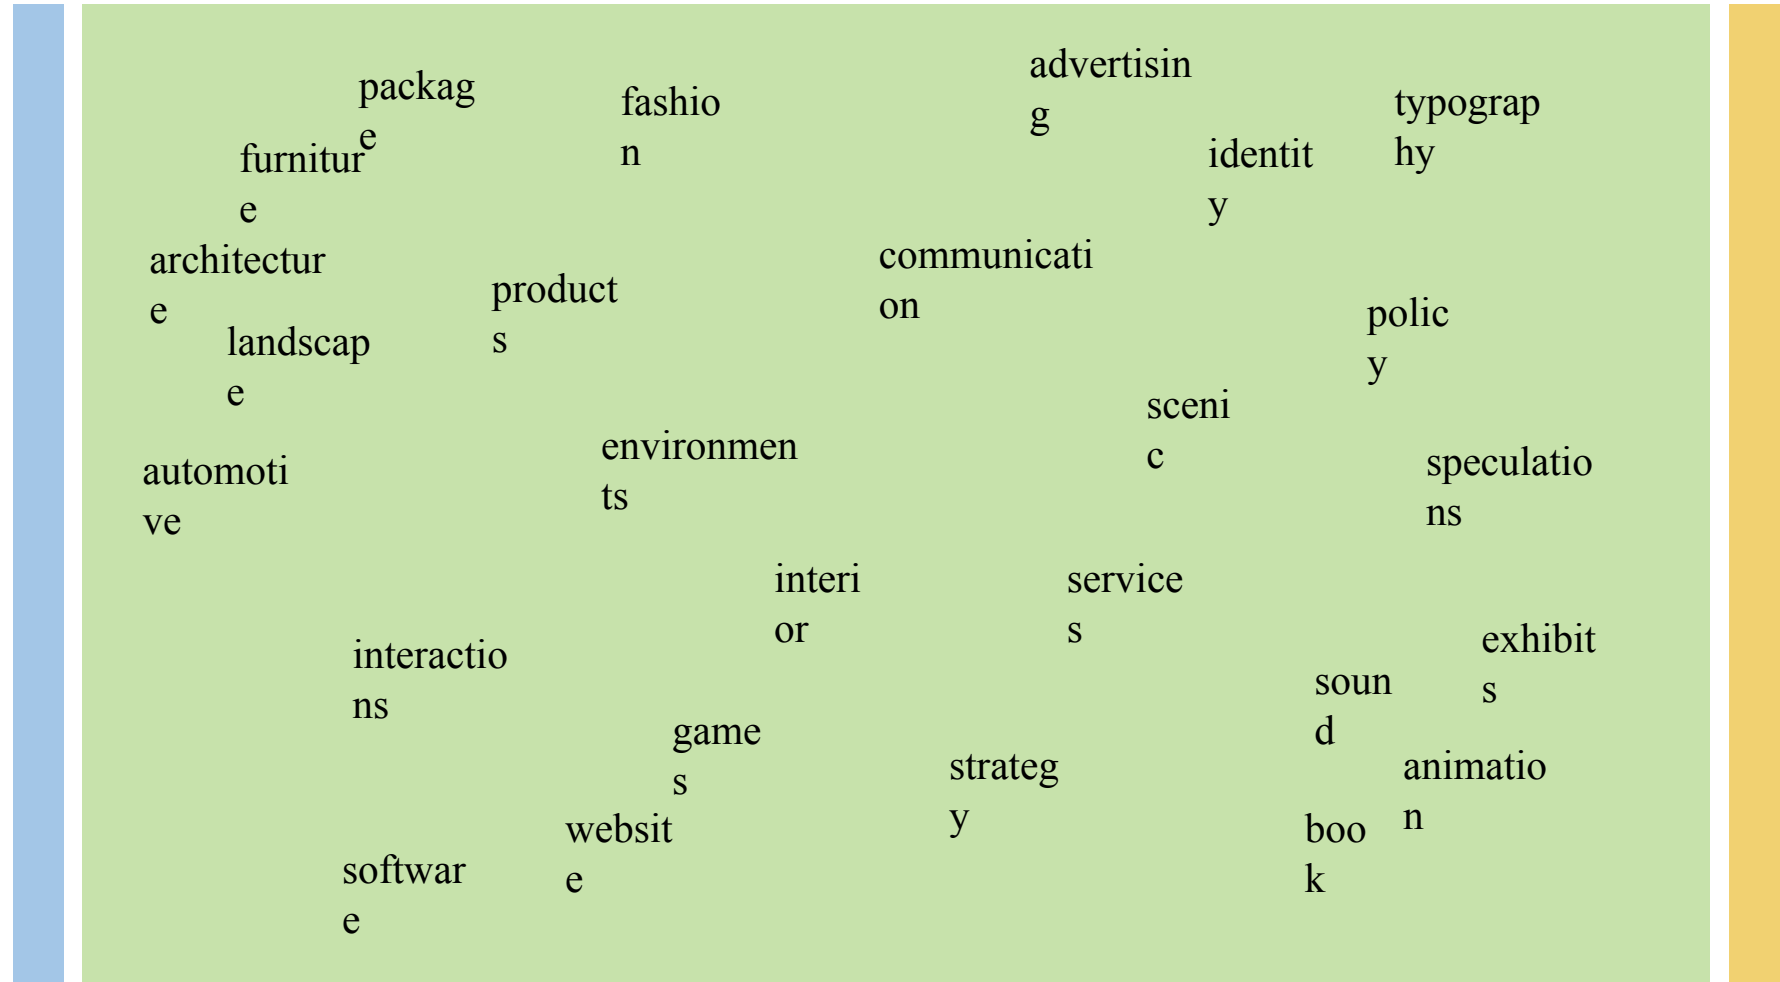 packag
e
fashio
n
advertisin
g
typograp
hy
furnitur
e
identit
y
architectur
e
product
s
communicati
on
polic
y
landscap
e
sceni
c
automoti
ve
environmen
ts
speculatio
ns
interi
or
service
s
interactio
ns
exhibit
s
soun
d
game
s
strateg
y
animatio
n
websit
e
boo
k
softwar
e